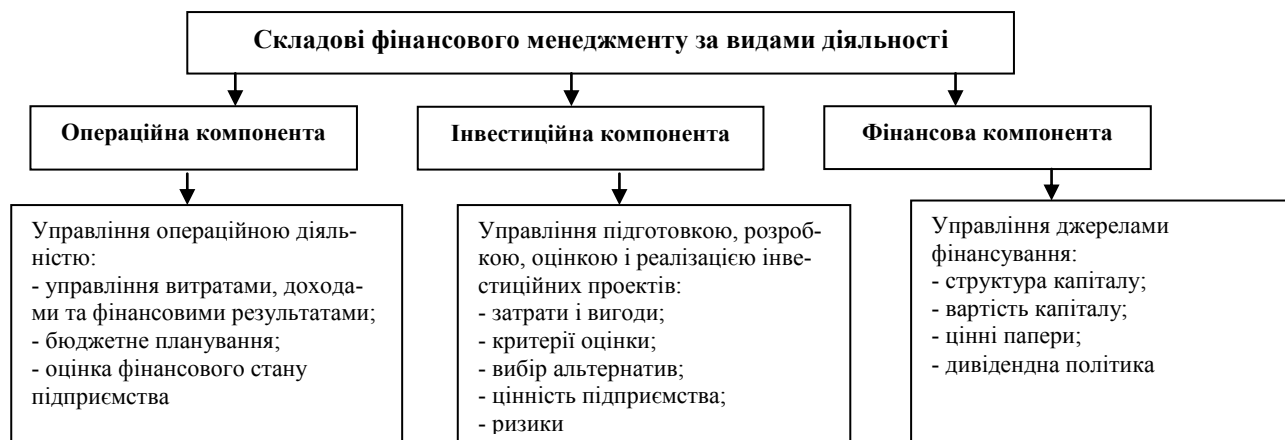 Складові фінансового менеджменту за видами діяльності
Операційна компонента
Інвестиційна компонента
Фінансова компонента
Управління операційною діяль-
ністю:
- управління витратами, дохода-
ми та фінансовими результатами;
- бюджетне планування;
- оцінка фінансового стану
підприємства
Управління підготовкою, розроб-
кою, оцінкою і реалізацією інве-
стиційних проектів:
- затрати і вигоди;
- критерії оцінки;
- вибір альтернатив;
- цінність підприємства;
- ризики
Управління джерелами
фінансування:
- структура капіталу;
- вартість капіталу;
- цінні папери;
- дивідендна політика